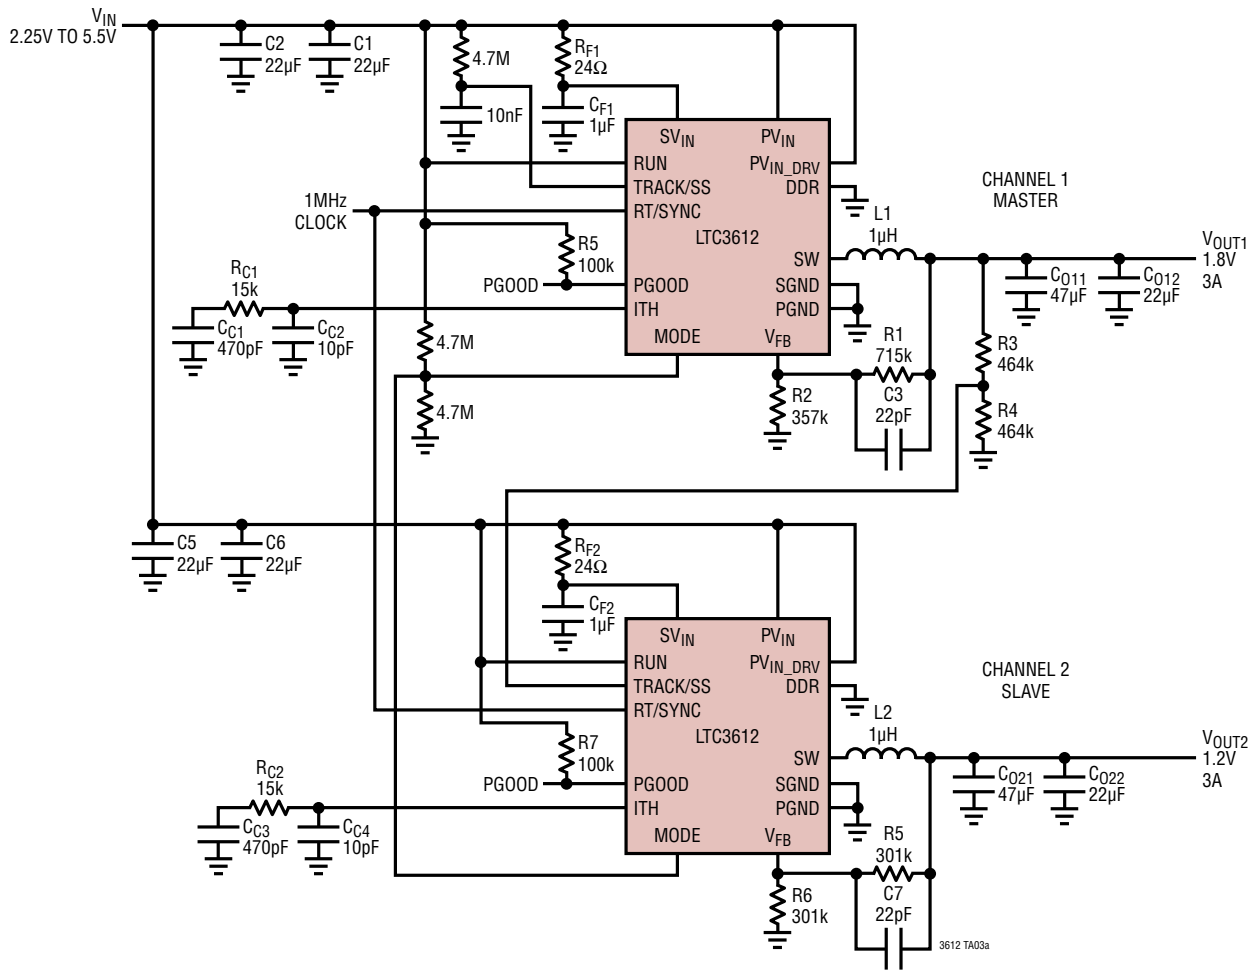 VIN
2.25V TO 5.5V
C2
22µF
C1
22µF
4.7M
10nF
RF1
24Ω
CF1
1µF
SVIN
PVIN
RUN
PVIN_DRV
TRACK/SS
DDR
1MHz
CLOCK
RT/SYNC
LTC3612
L1
1µH
SW
CHANNEL 1
MASTER
VOUT1
1.8V
3A
R5
100k
PGOOD
PGOOD
SGND
ITH
PGND
MODE
VFB
RC1
15k
CC1
470pF
CC2
10pF
CO11
47µF
CO12
22µF
4.7M
4.7M
R1
715k
C3
22pF
R2
357k
R3
464k
R4
464k
C5
22µF
C6
22µF
RF2
24Ω
CF2
1µF
SVIN
PVIN
RUN
PVIN_DRV
TRACK/SS
DDR
RT/SYNC
LTC3612
L2
1µH
SW
CHANNEL 2
SLAVE
VOUT2
1.2V
3A
R7
100k
PGOOD
PGOOD
SGND
ITH
PGND
MODE
VFB
RC2
15k
CC3
470pF
CC4
10pF
CO21
47µF
CO22
22µF
R5
301k
C7
22pF
R6
301k
3612 TA03a